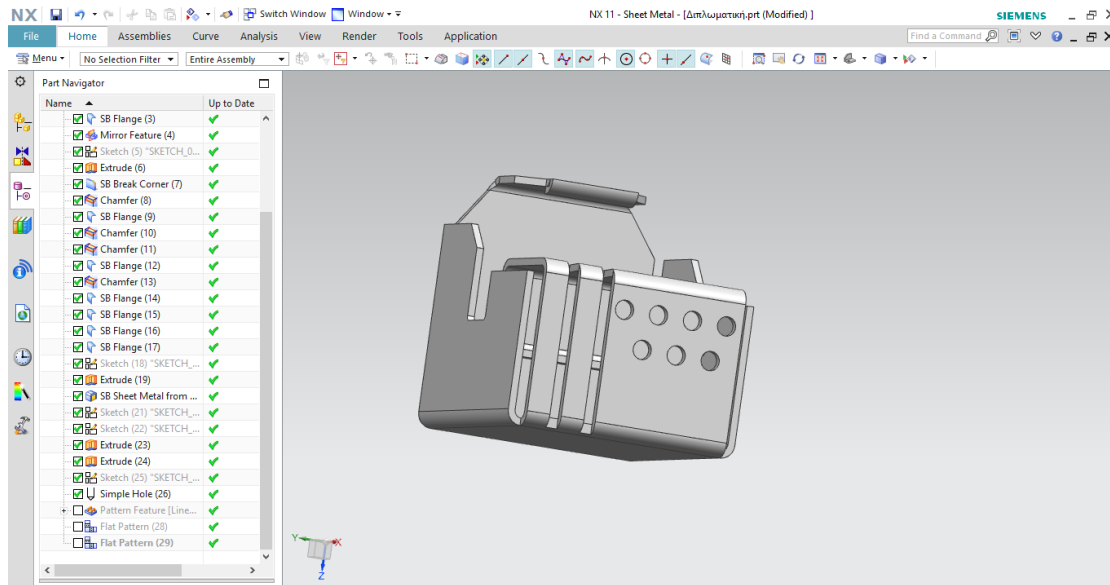 NX Switch Window Window NX 11 - Sheet Metal - [Διπλωματική.prt (Modified) ] SIEMENS
File Home Assemblies Curve Analysis View Render Tools Application Find a Command
Menu No Selection Filter Entire Assembly
Part Navigator
Name Up to Date
SB Flange (3)
Mirror Feature (4)
Sketch (5) "SKETCH_0...
Extrude (6)
SB Break Corner (7)
Chamfer (8)
SB Flange (9)
Chamfer (10)
Chamfer (11)
SB Flange (12)
Chamfer (13)
SB Flange (14)
SB Flange (15)
SB Flange (16)
SB Flange (17)
Sketch (18) "SKETCH_...
Extrude (19)
SB Sheet Metal from ...
Sketch (21) "SKETCH_...
Sketch (22) "SKETCH_...
Extrude (23)
Extrude (24)
Sketch (25) "SKETCH_...
Simple Hole (26)
Pattern Feature [Line...
Flat Pattern (28)
Flat Pattern (29)
Y X
Z